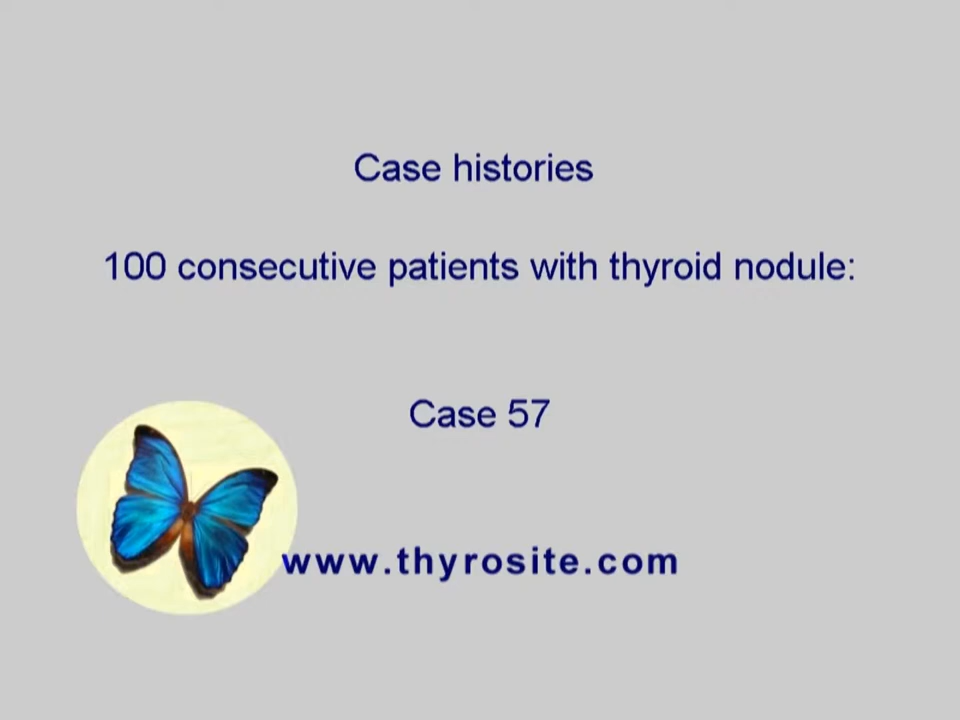 Case histories
100 consecutive patients with thyroid nodule:
Case 57
www.thyrosite.com